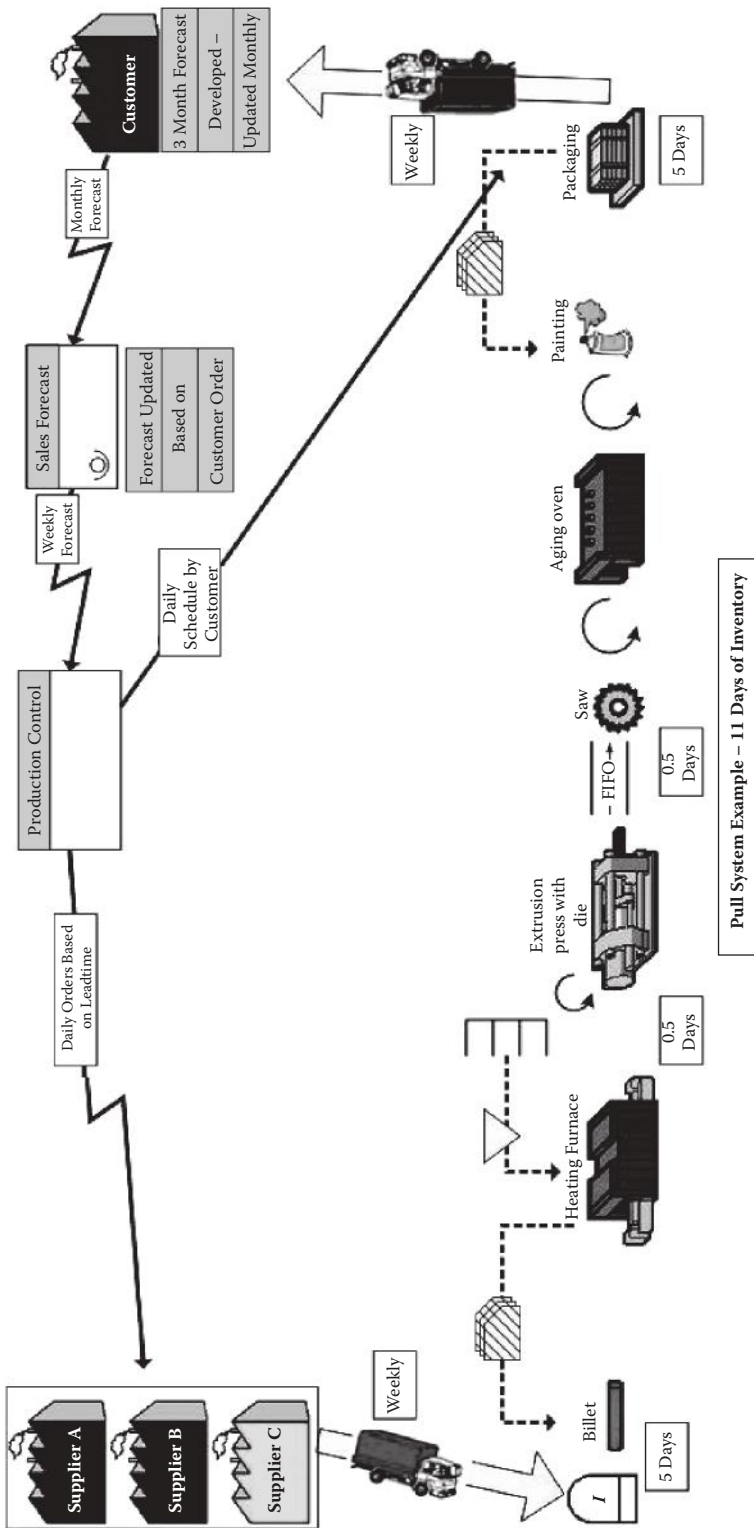 Supplier A
Supplier B
Supplier C
Daily Orders Based
on Leadtime
Production Control
Weekly
Forecast
Sales Forecast
Forecast Updated
Based on
Customer Order
Monthly
Forecast
Customer
3 Month Forecast
Developed –
Updated Monthly
Daily
Schedule by
Customer
Weekly
Weekly
I
5 Days
Billet
Heating Furnace
0.5
Days
Extrusion
press with
die
– FIFO
0.5
Days
Saw
Aging oven
Painting
Packaging
5 Days
Pull System Example – 11 Days of Inventory